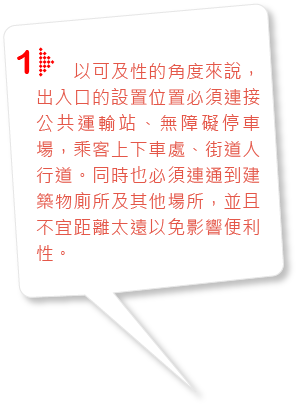 1 以可及性的角度來說，
出入口的設置位置必須連接
公共運輸站、無障礙停車
場，乘客上下車處、街道人
行道。同時也必須連通到建
築物廁所及其他場所，並且
不宜距離太遠以免影響便利
性。